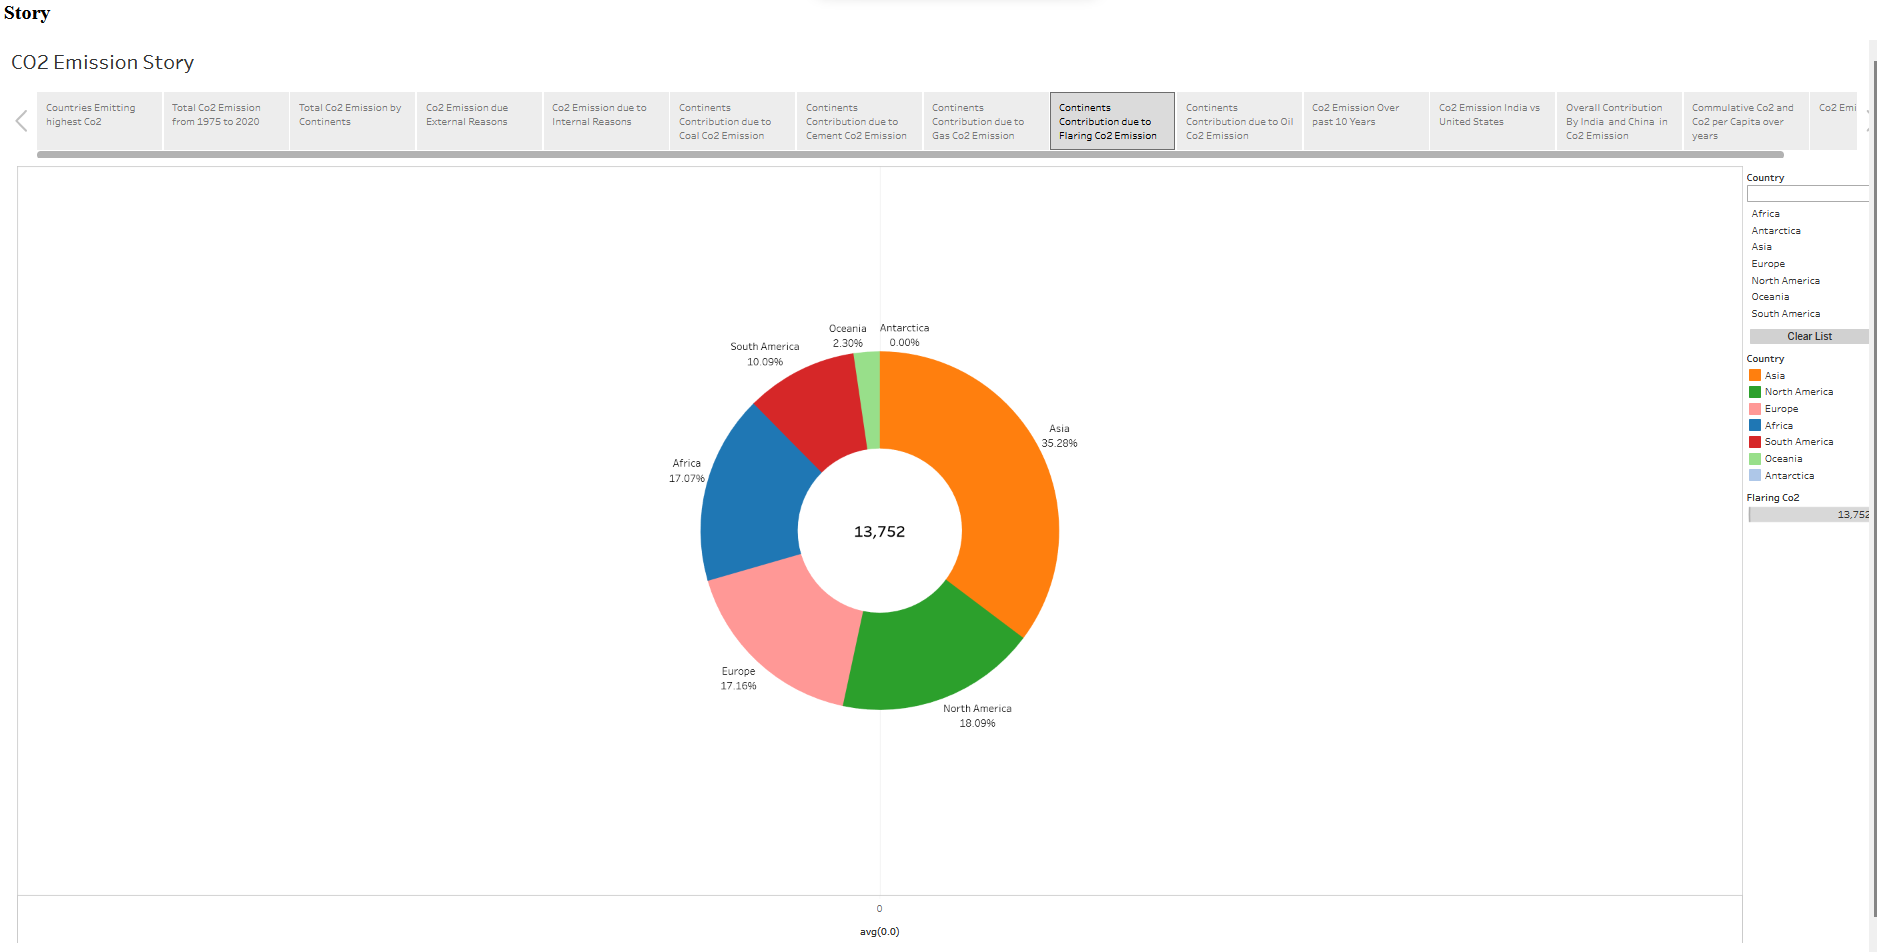 Story
CO2 Emission Story
Countries Emitting
highest Co2
Total Co2 Emission
from 1975 to 2020
Total Co2 Emission by
Continents
Co2 Emission due
External Reasons
Co2 Emission due to
Internal Reasons
Continents
Contribution due to
Coal Co2 Emission
Continents
Contribution due to
Cement Co2 Emission
Continents
Contribution due to
Gas Co2 Emission
Continents
Contribution due to
Flaring Co2 Emission
Continents
Contribution due to Oil
Co2 Emission
Co2 Emission Over
past 10 Years
Co2 Emission India vs
United States
Overall Contribution
By India and China in
Co2 Emission
Commulative Co2 and
Co2 per Capita over
years
Co2 Emi
Country
Africa
Antarctica
Asia
Europe
North America
Oceania
South America
Clear List
Country
Asia
North America
Europe
Africa
South America
Oceania
Antarctica
Flaring Co2
13,752
Oceania
2.30%
Antarctica
0.00%
South America
10.09%
Asia
35.28%
Africa
17.07%
13,752
Europe
17.16%
North America
18.09%
0
avg(0.0)